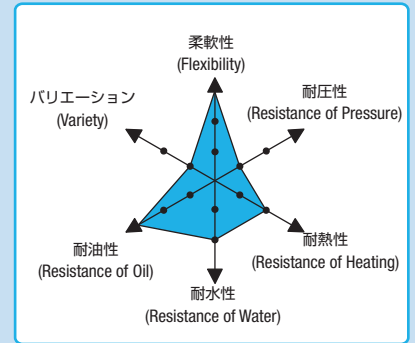 柔軟性
(Flexibility)
耐圧性
(Resistance of Pressure)
バリエーション
(Variety)
耐熱性
(Resistance of Heating)
耐油性
(Resistance of Oil)
耐水性
(Resistance of Water)